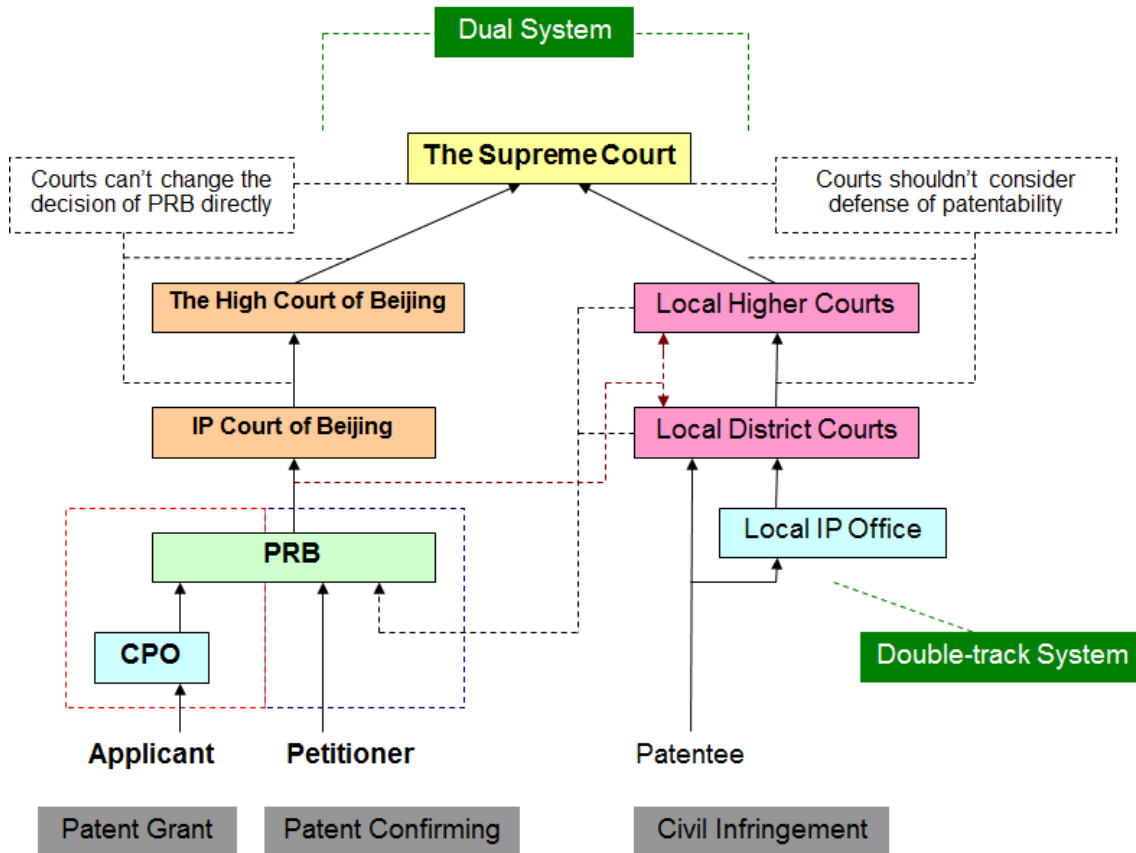 Dual System
The Supreme Court
Courts can't change the
decision of PRB directly
Courts shouldn't consider
defense of patentability
The High Court of Beijing
Local Higher Courts
IP Court of Beijing
Local District Courts
PRB
Local IP Office
CPO
Double-track System
Applicant
Petitioner
Patentee
Patent Grant
Patent Confirming
Civil Infringement